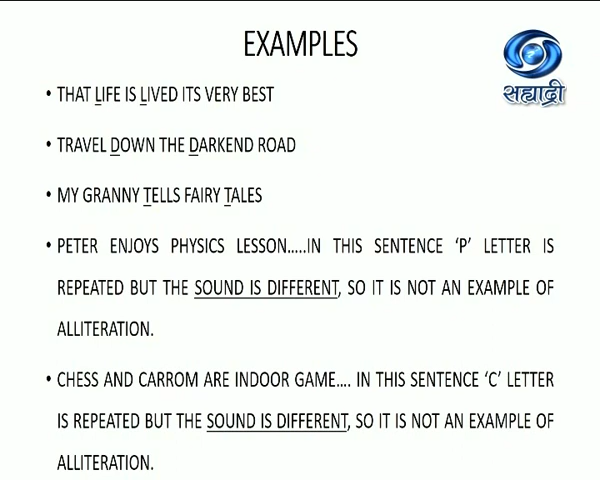 EXAMPLES
सह्याद्री
• THAT LIFE IS LIVED ITS VERY BEST
• TRAVEL DOWN THE DARKEND ROAD
• MY GRANNY TELLS FAIRY TALES
• PETER ENJOYS PHYSICS LESSON.....IN THIS SENTENCE ‘P’ LETTER IS
REPEATED BUT THE SOUND IS DIFFERENT, SO IT IS NOT AN EXAMPLE OF
ALLITERATION.
• CHESS AND CARROM ARE INDOOR GAME.... IN THIS SENTENCE ‘C’ LETTER
IS REPEATED BUT THE SOUND IS DIFFERENT, SO IT IS NOT AN EXAMPLE OF
ALLITERATION.